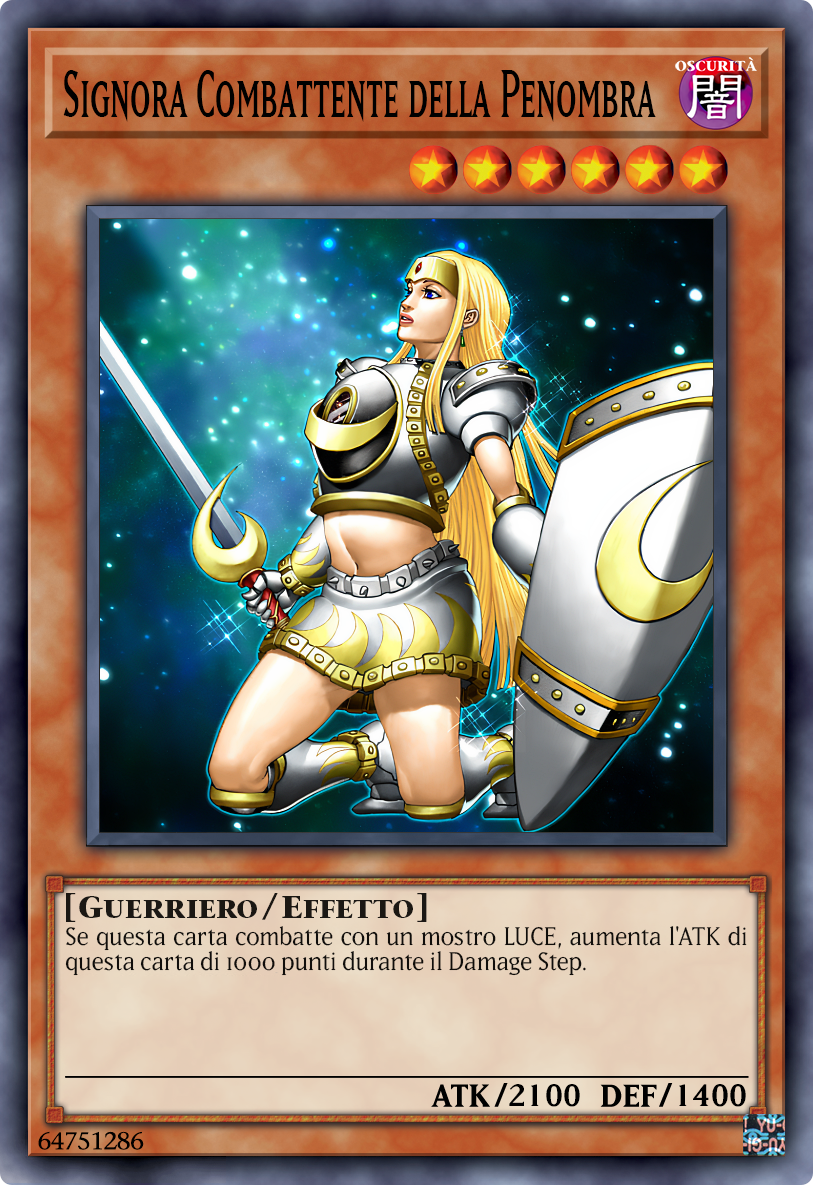 Signora Combattente della Penombra
OSCURITÀ
闇
[Guerriero/Effetto]
Se questa carta combatte con un mostro LUCE, aumenta l'ATK di
questa carta di 1000 punti durante il Damage Step.
ATK/2100 DEF/1400
64751286